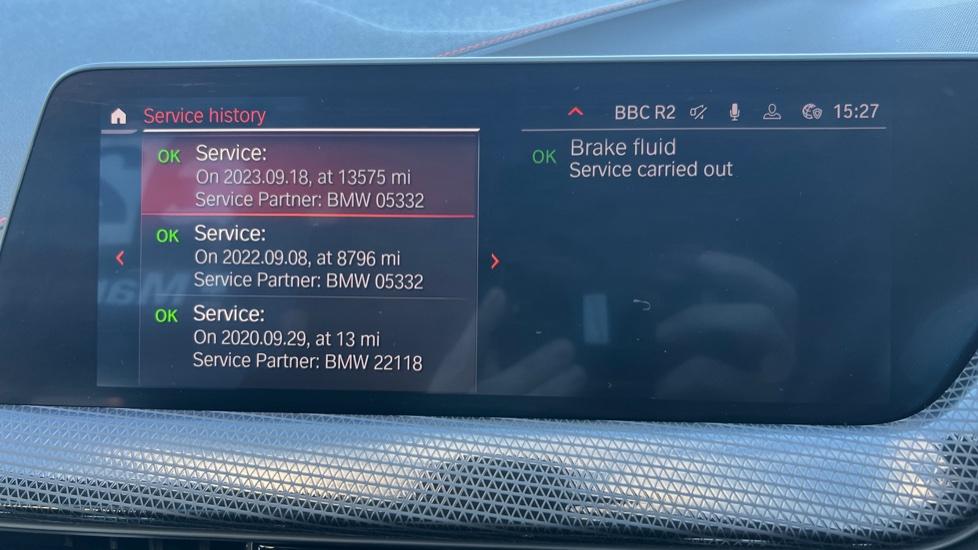 Service history
BBC R2 15:27
OK Service:
On 2023.09.18, at 13575 mi
Service Partner: BMW 05332
OK Service:
On 2022.09.08, at 8796 mi
Service Partner: BMW 05332
OK Service:
On 2020.09.29, at 13 mi
Service Partner: BMW 22118
OK Brake fluid
Service carried out